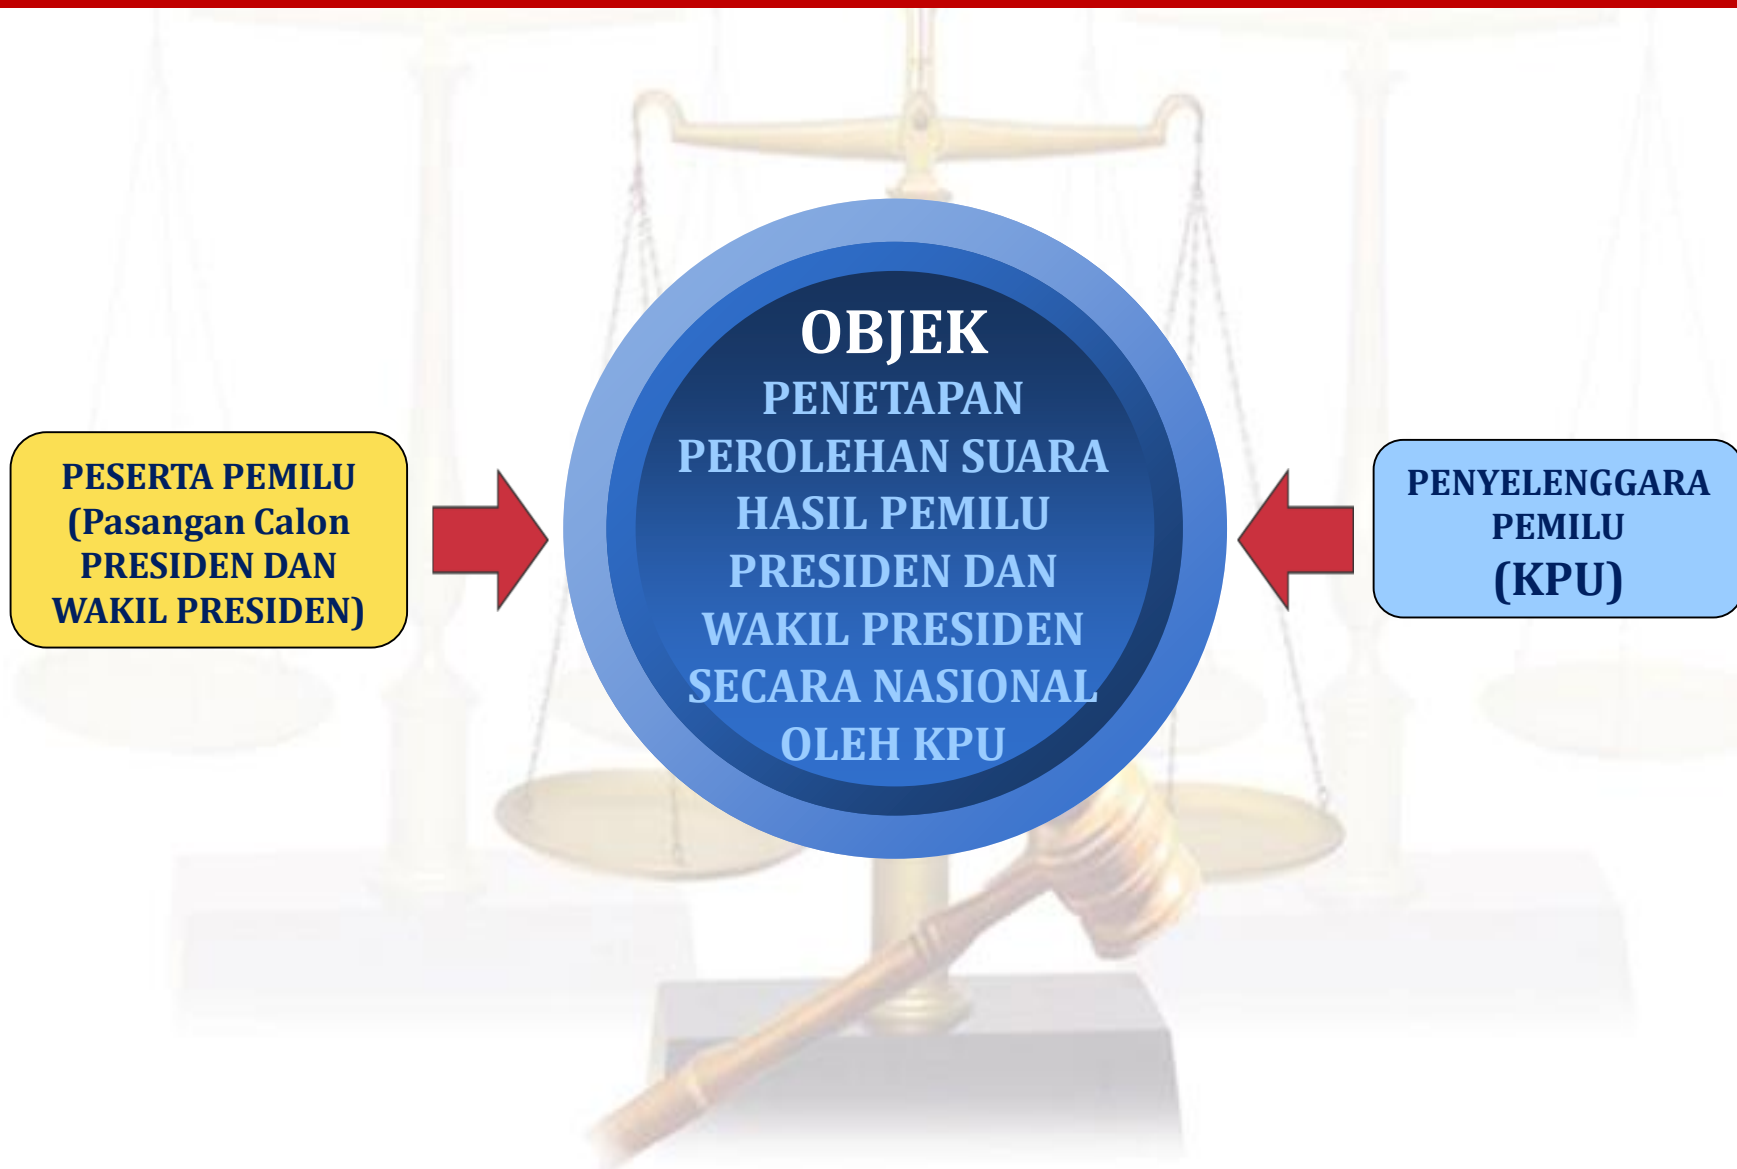 PESERTA PEMILU
(Pasangan Calon
PRESIDEN DAN
WAKIL PRESIDEN)
OBJEK
PENETAPAN
PEROLEHAN SUARA
HASIL PEMILU
PRESIDEN DAN
WAKIL PRESIDEN
SECARA NASIONAL
OLEH KPU
PENYELENGGARA
PEMILU
(KPU)